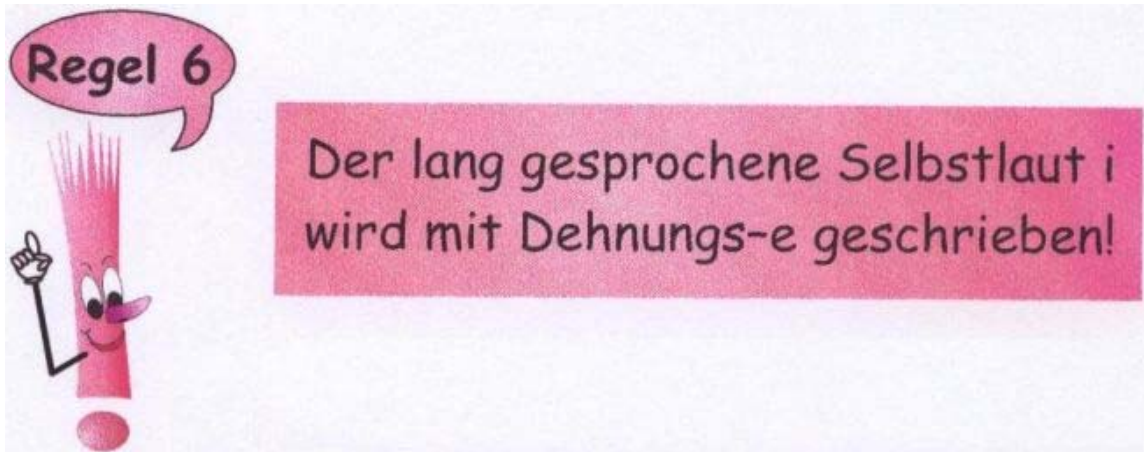 Regel 6
Der lang gesprochene Selbstlaut i
wird mit Dehnungs-e geschrieben!